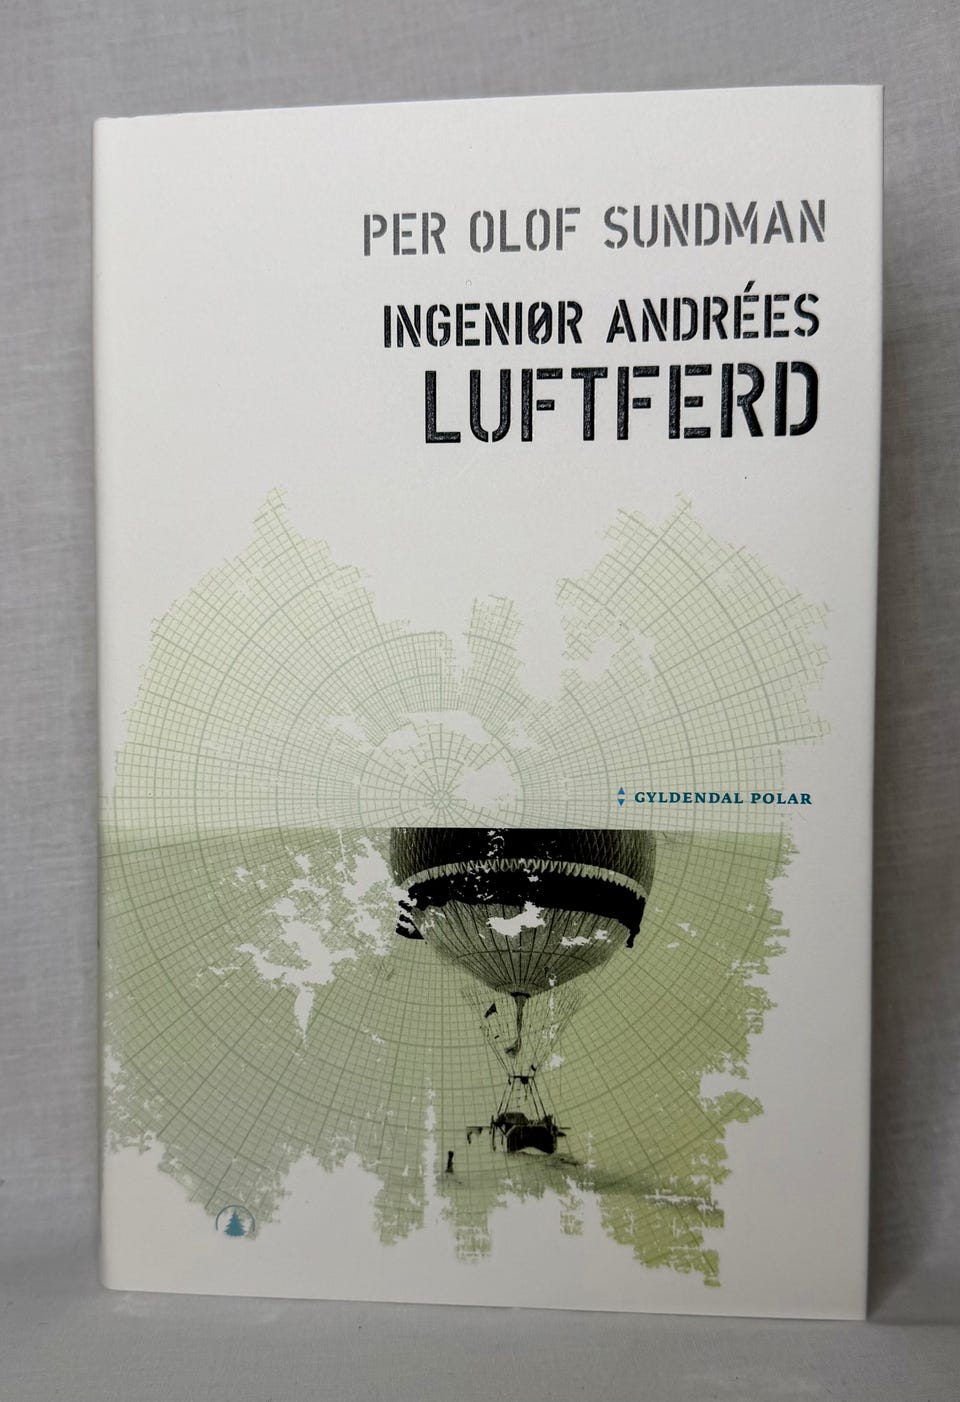 PER OLOF SUNDMAN
INGENIØR ANDRÉES
LUFTFERD
GYLDENDAL POLAR